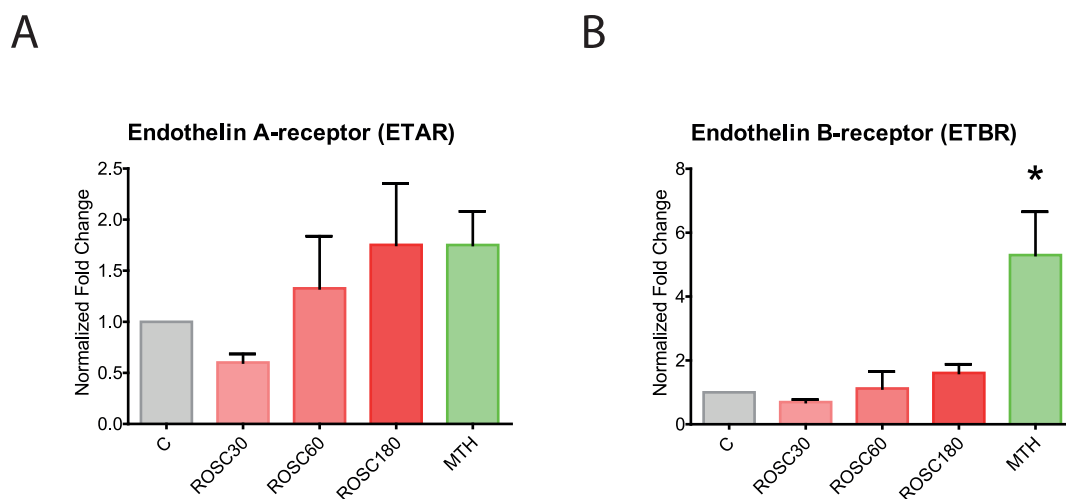 A
Endothelin A-receptor (ETAR)
Normalized Fold Change
2.5
2.0
1.5
1.0
0.5
0.0
C
ROSC30
ROSC60
ROSC180
MTH
B
Endothelin B-receptor (ETBR)
Normalized Fold Change
8
6
4
2
0
*
C
ROSC30
ROSC60
ROSC180
MTH